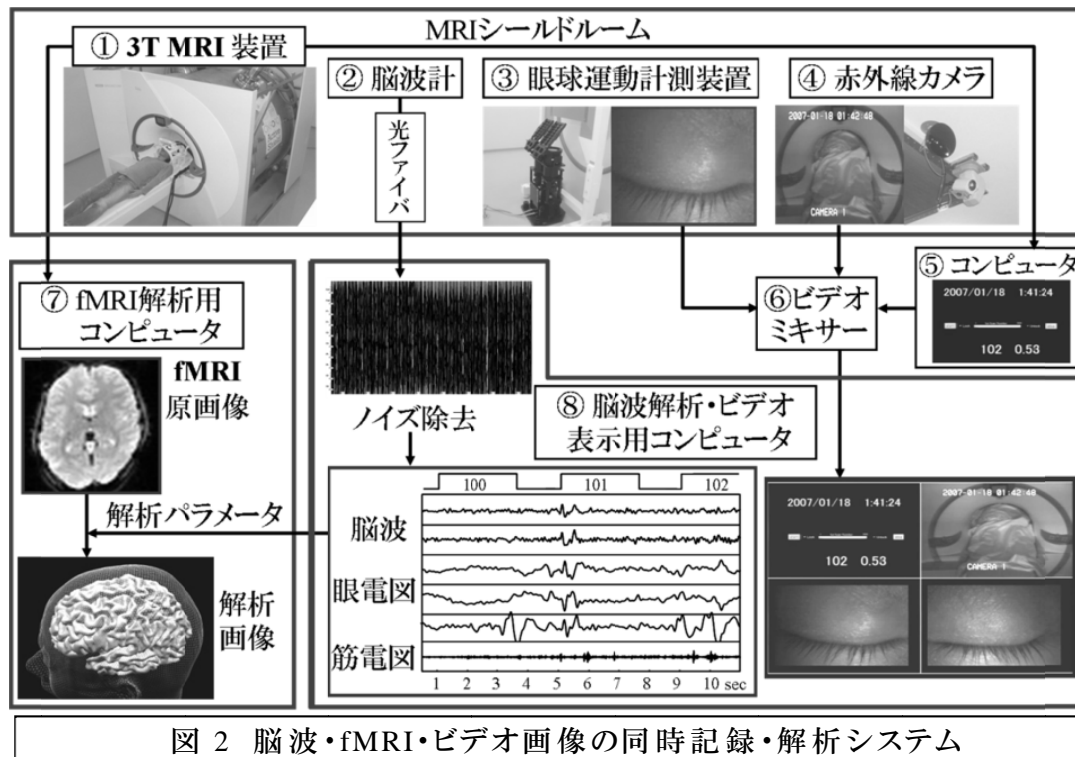 MRIシールドルーム
① 3T MRI 装置
② 脳波計
光ファイバ
③ 眼球運動計測装置
④ 赤外線カメラ
2007-01-18 01:42:48
CAMERA 1
⑤ コンピュータ
2007/01/18 1:41:24
102 0.53
⑥ビデオ
ミキサー
⑦ fMRI解析用
コンピュータ
fMRI
原画像
解析パラメータ
解析
画像
ノイズ除去
⑧ 脳波解析・ビデオ
表示用コンピュータ
100 101 102
脳波
眼電図
筋電図
1 2 3 4 5 6 7 8 9 10 sec
2007/01/18 1:41:24
102 0.53
2007-01-18 01:42:48
CAMERA 1
図 2 脳波・fMRI・ビデオ画像の同時記録・解析システム